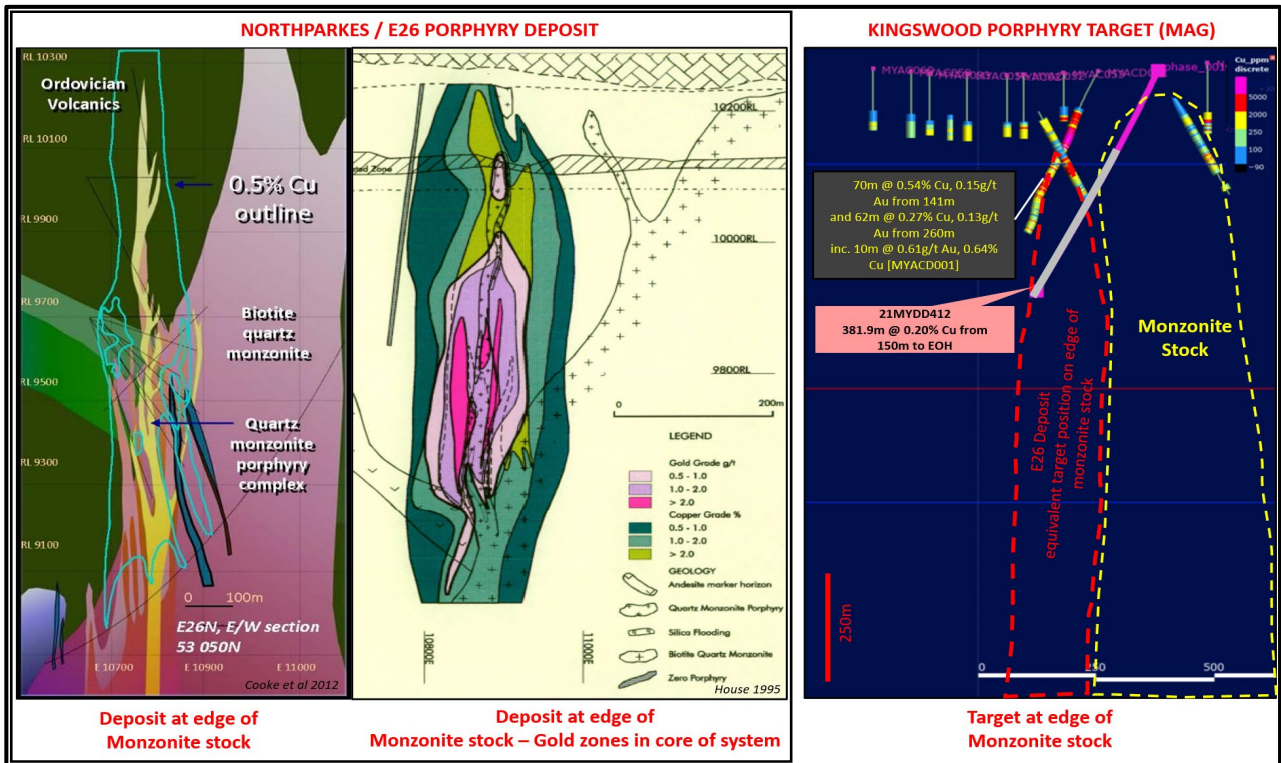 NORTHPARKES / E26 PORPHYRY DEPOSIT
RL 10300
Ordovician
Volcanics
RL 10100
0.5% Cu
outline
RL 9900
RL 9700
Biotite
quartz
monzonite
RL 9500
Quartz
monzonite
porphyry
complex
RL 9300
RL 9100
0 100m
E26N, E/W section
53 050N
E 10700 E 10900 E 11000
Cooke et al 2012
Deposit at edge of
Monzonite stock
10200RL
Zone
10000RL
9800RL
0 200m
LEGEND
Gold Grade g/t
0.5 - 1.0
1.0 - 2.0
> 2.0
Copper Grade %
0.5 - 1.0
1.0 - 2.0
> 2.0
GEOLOGY
Andesite marker horizon
Quartz Monzonite Porphyry
Silica Flooding
Biotite Quartz Monzonite
Zero Porphyry
10800E
11000E
House 1995
Deposit at edge of
Monzonite stock – Gold zones in core of system
KINGSWOOD PORPHYRY TARGET (MAG)
MYAC060
Cu_ppm
discrete
5000
2000
250
100
-90
70m @ 0.54% Cu, 0.15g/t
Au from 141m
and 62m @ 0.27% Cu, 0.13g/t
Au from 260m
inc. 10m @ 0.61g/t Au, 0.64%
Cu [MYACD001]
21MYDD412
381.9m @ 0.20% Cu from
150m to EOH
Monzonite
Stock
E26 Deposit
equivalent target position on edge of
monzonite stock
250m
0 250 500
Target at edge of
Monzonite stock